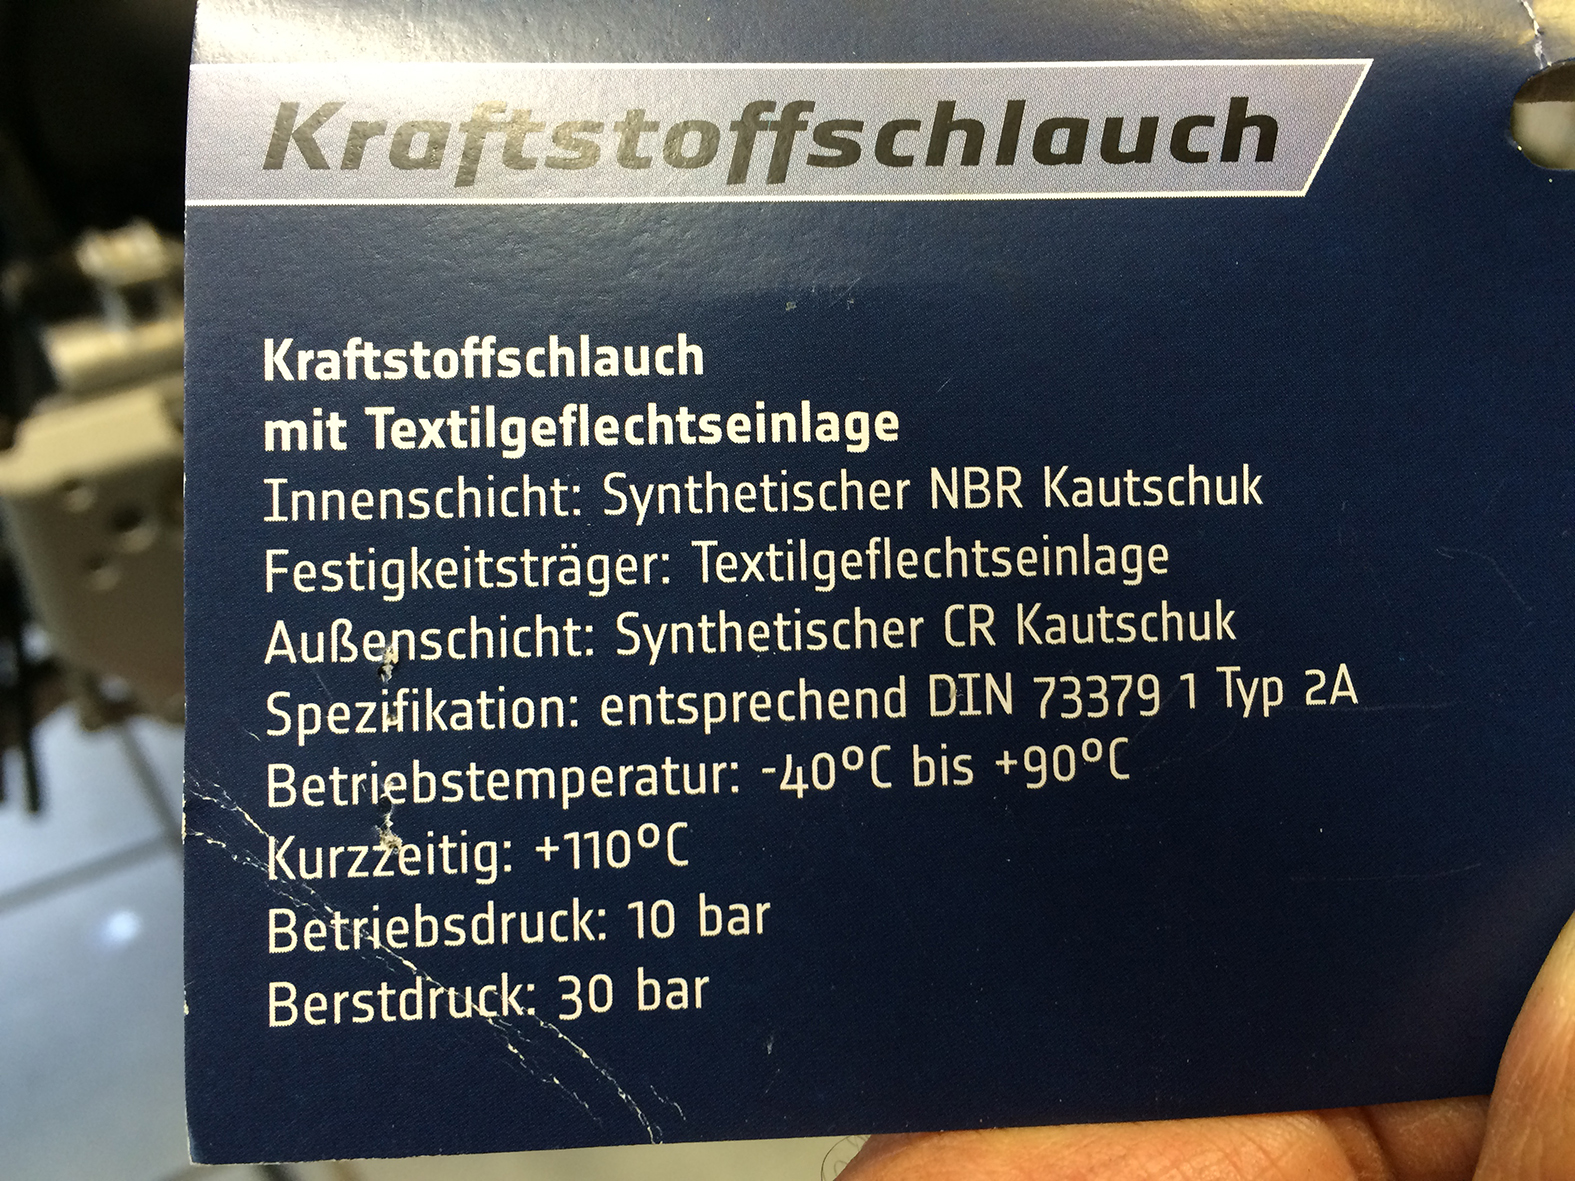 Kraftstoffschlauch
Kraftstoffschlauch
mit Textilgeflechtseinlage
Innenschicht: Synthetischer NBR Kautschuk
Festigkeitsträger: Textilgeflechtseinlage
Außenschicht: Synthetischer CR Kautschuk
Spezifikation: entsprechend DIN 73379 1 Typ 2A
Betriebstemperatur: -40°C bis +90°C
Kurzzeitig: +110°C
Betriebsdruck: 10 bar
Berstdruck: 30 bar